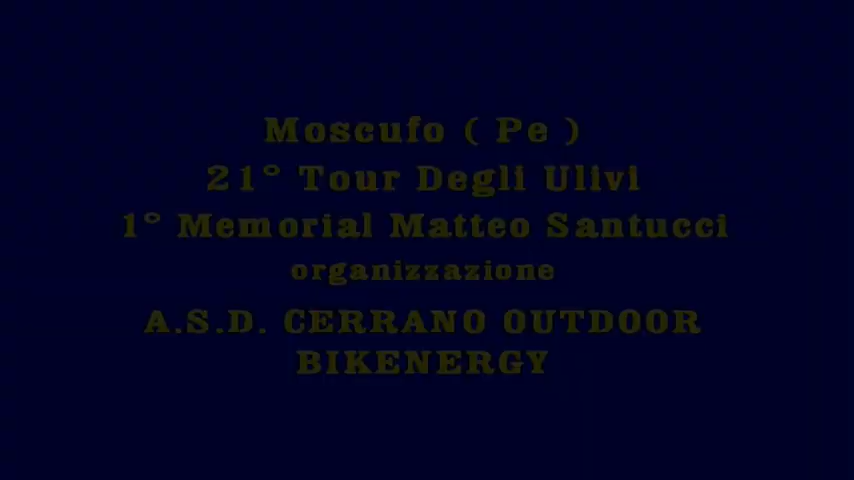 Moscufo ( Pe )
21° Tour Degli Ulivi
1° Memorial Matteo Santucci
organizzazione
A.S.D. CERRANO OUTDOOR
BIKENERGY